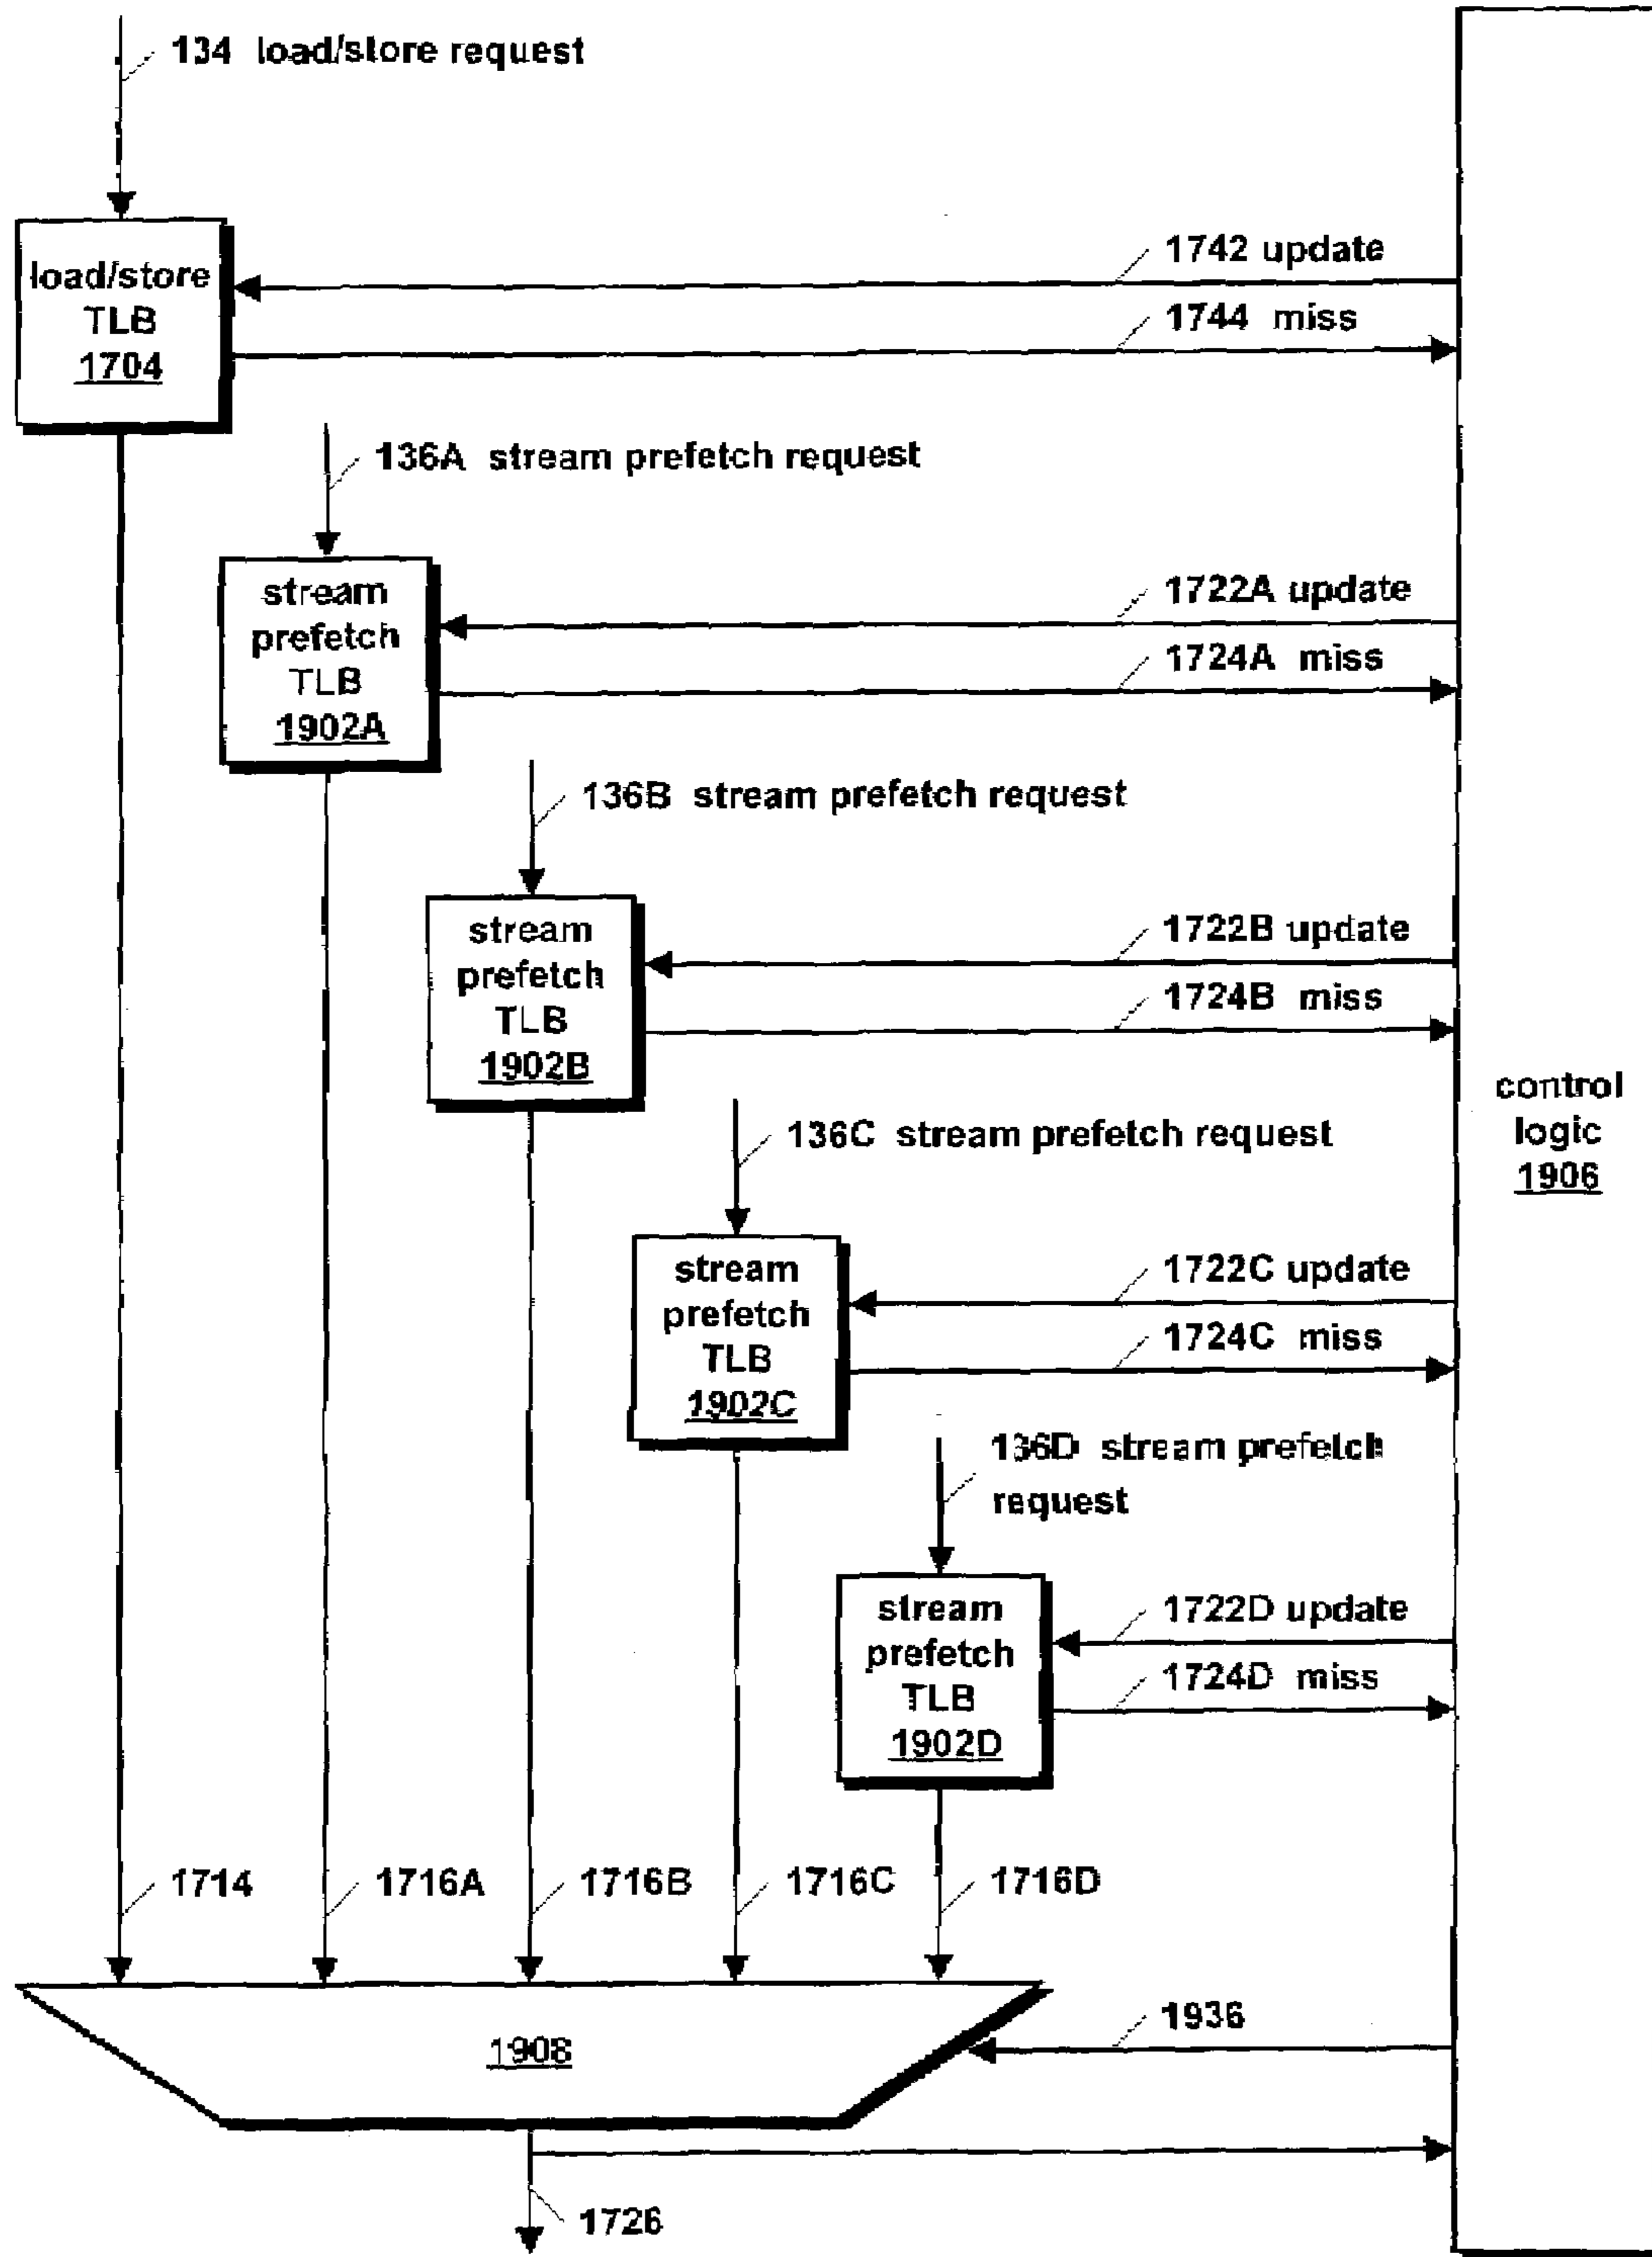 134 load/store request
load/store
TLB
1704
1742 update
1744 miss
136A stream prefetch request
stream
prefetch
TLB
1902A
1722A update
1724A miss
136B stream prefetch request
stream
prefetch
TLB
1902B
1722B update
1724B miss
control
logic
1906
136C stream prefetch request
stream
prefetch
TLB
1902C
1722C update
1724C miss
136D stream prefetch
request
stream
prefetch
TLB
1902D
1722D update
1724D miss
1714
1716A
1716B
1716C
1716D
1936
1908
1726